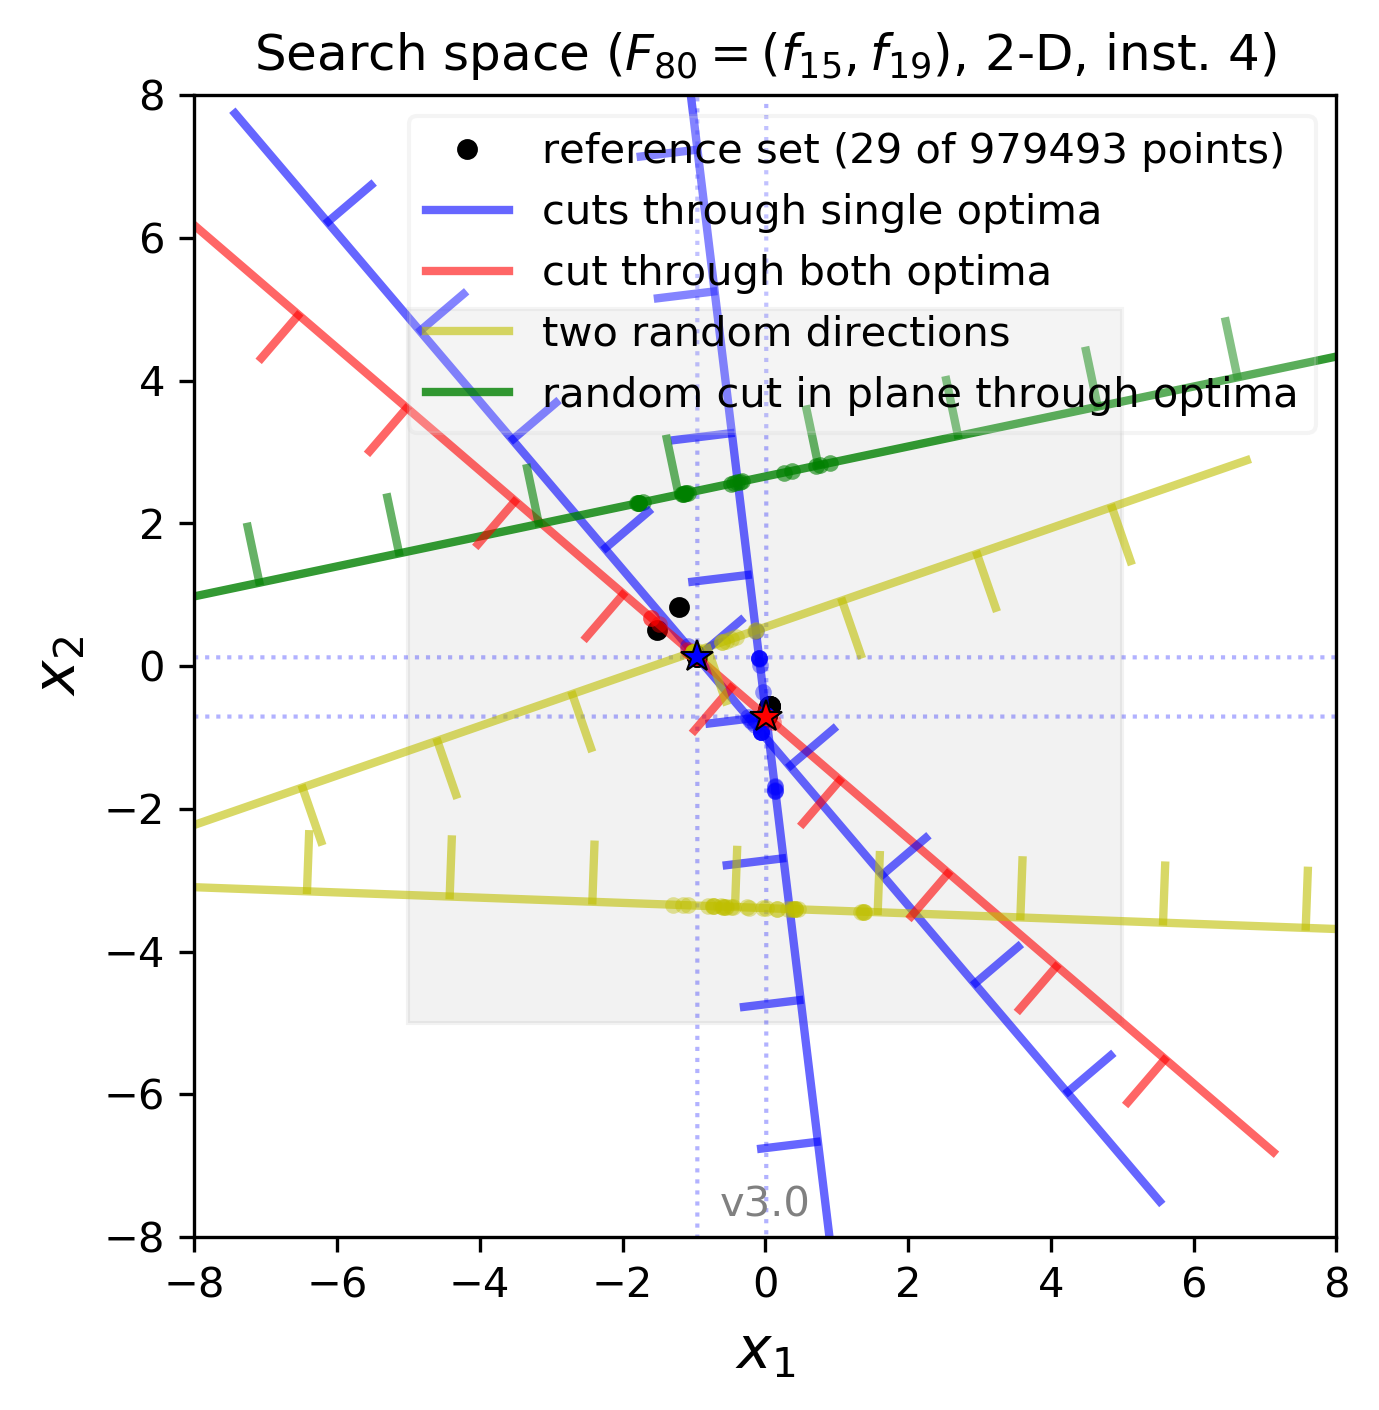 Search space (F80 = (f15, f19), 2-D, inst. 4)
8
6
4
2
0
−2
−4
−6
−8
x2
reference set (29 of 979493 points)
cuts through single optima
cut through both optima
two random directions
random cut in plane through optima
v3.0
−8 −6 −4 −2 0 2 4 6 8
x1